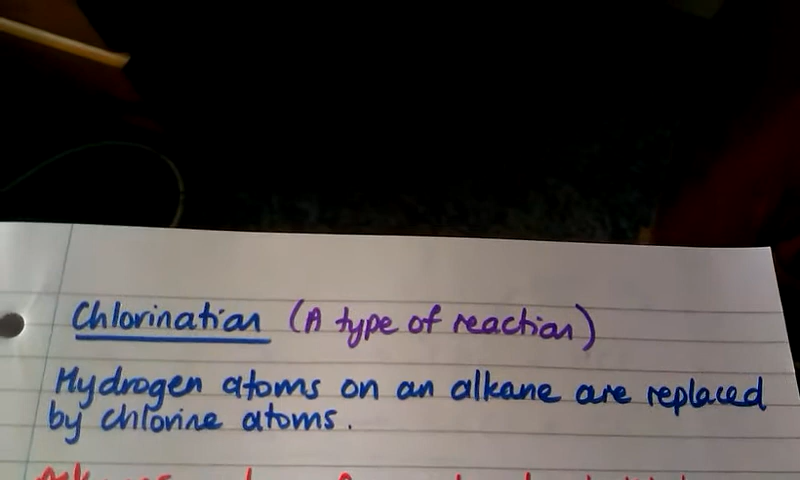 Chlorination (A type of reaction)
Hydrogen atoms on an alkane are replaced
by chlorine atoms.